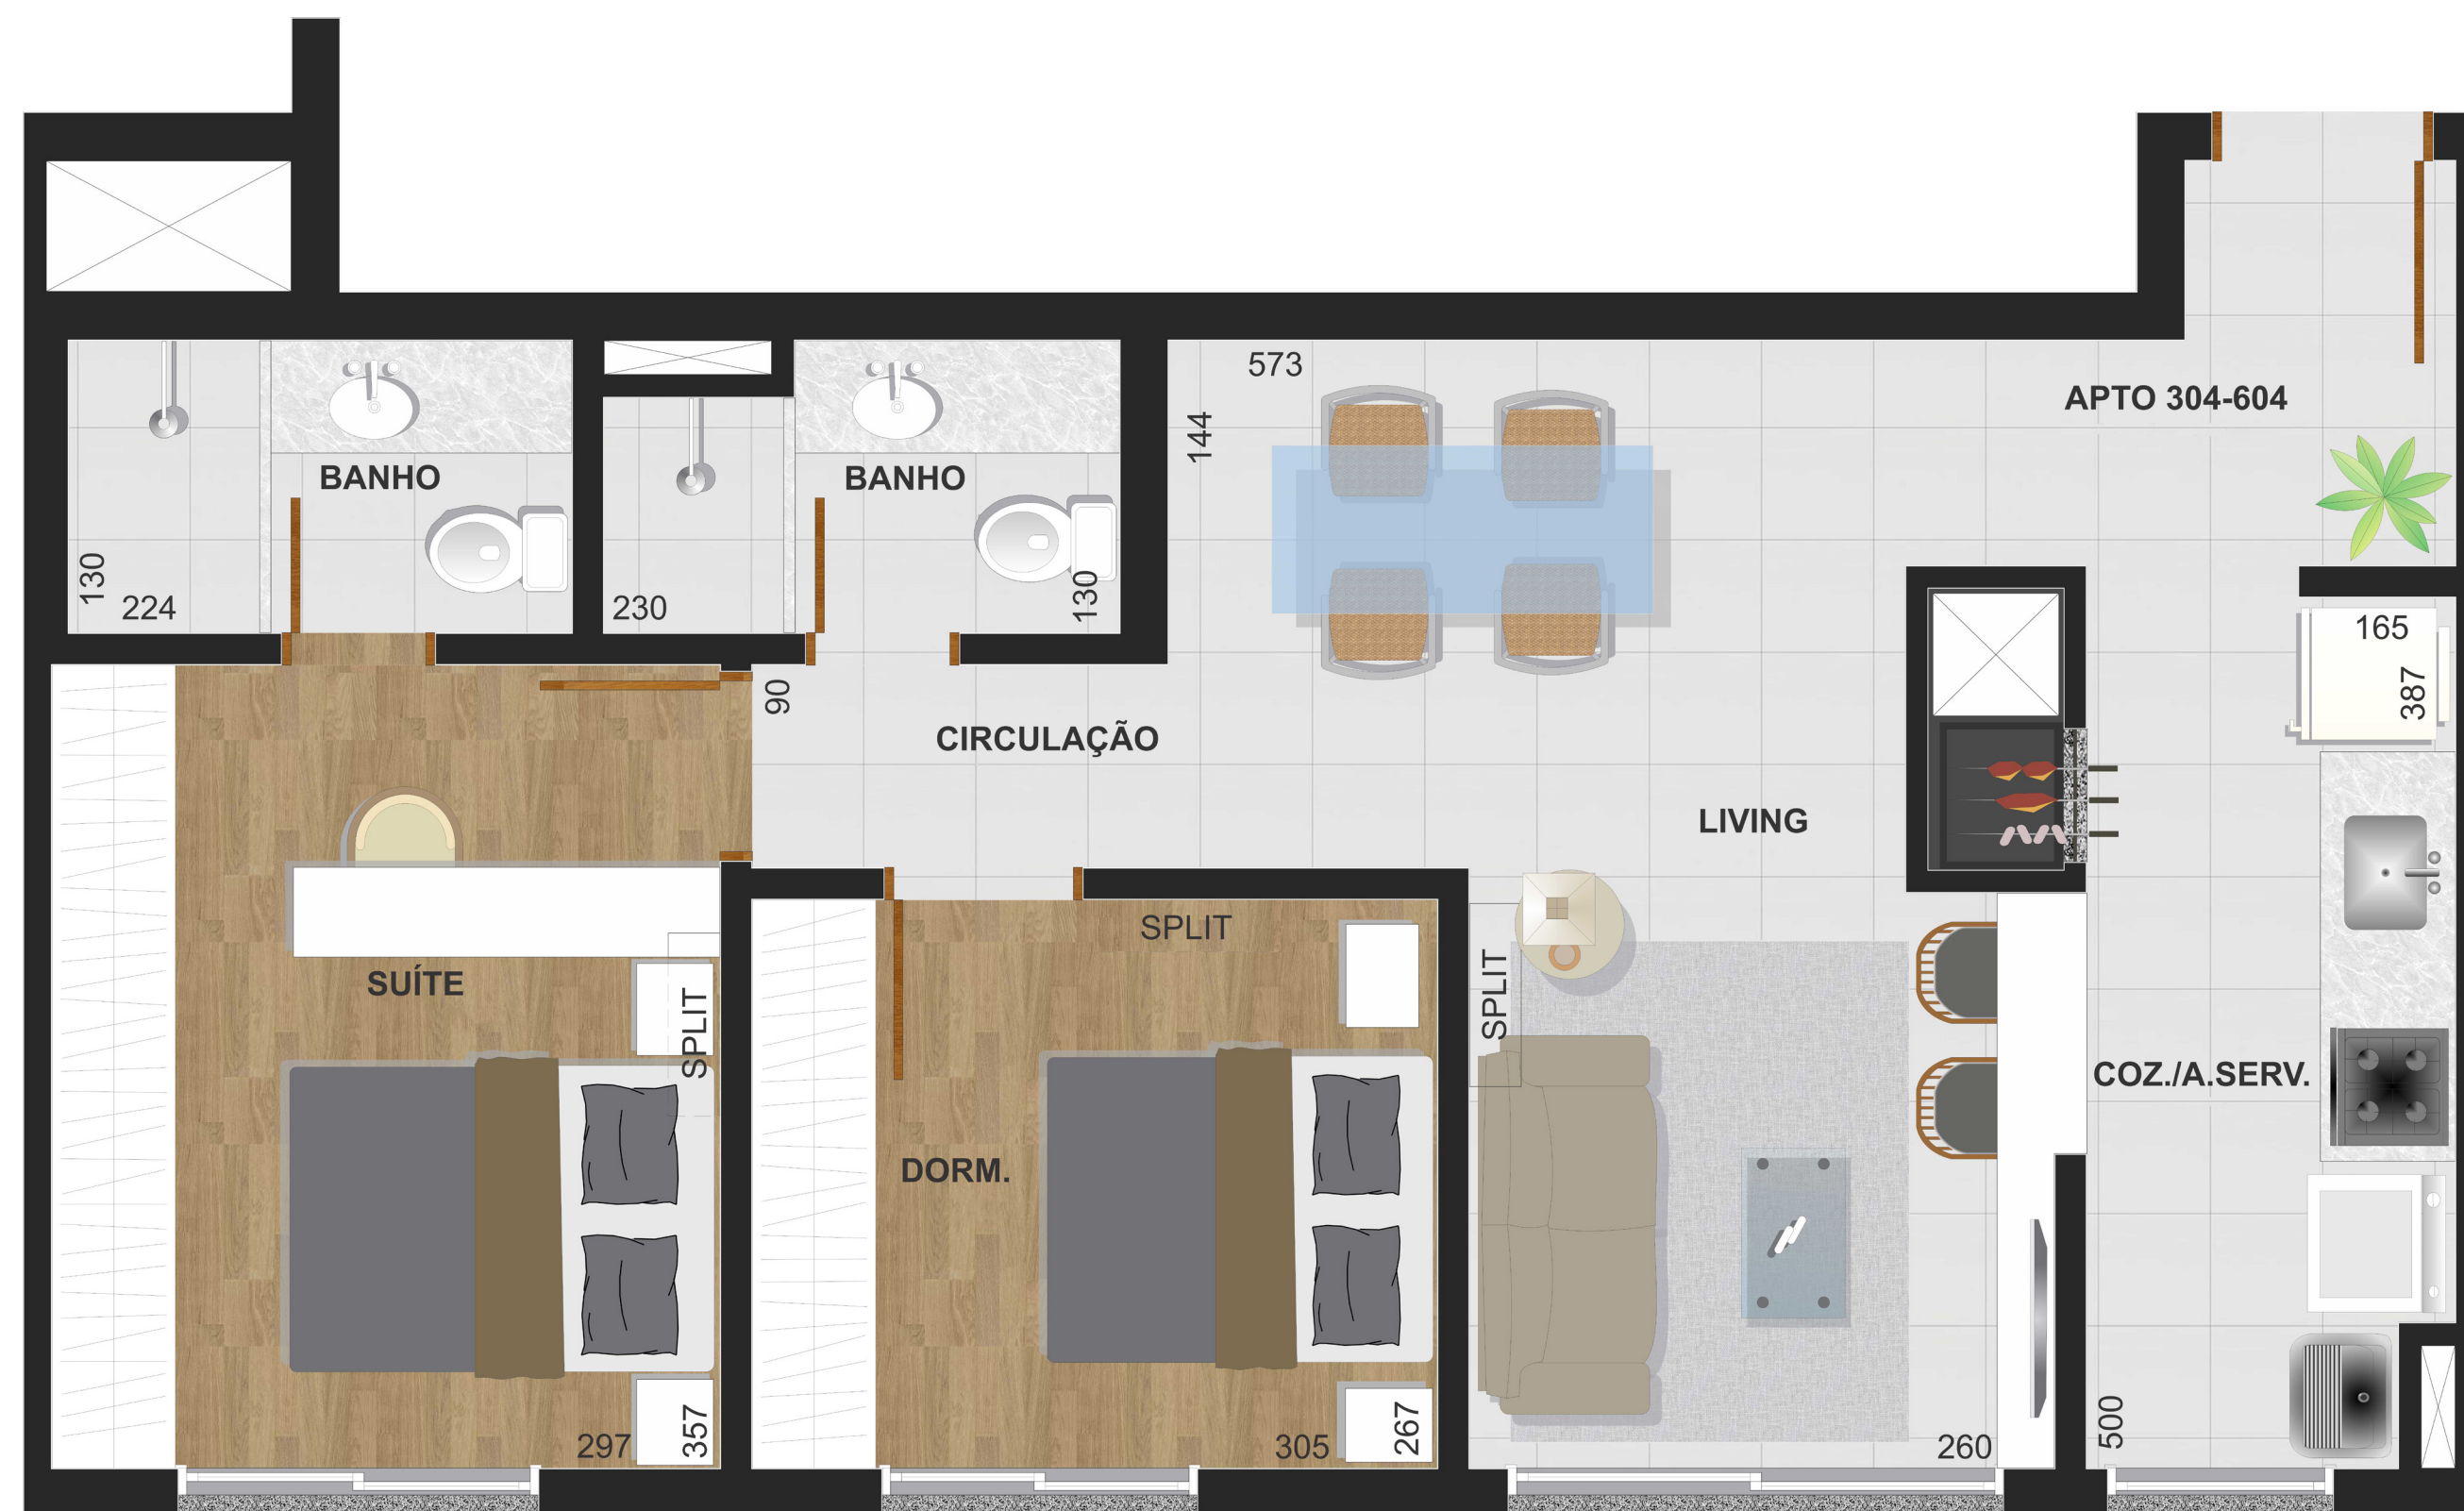 573
APTO 304-604
144
BANHO
BANHO
130
224
230
130
165
387
90
CIRCULAÇÃO
LIVING
SPLIT
SUÍTE
SPLIT
SPLIT
COZ./A.SERV.
DORM.
297
357
305
267
260
500